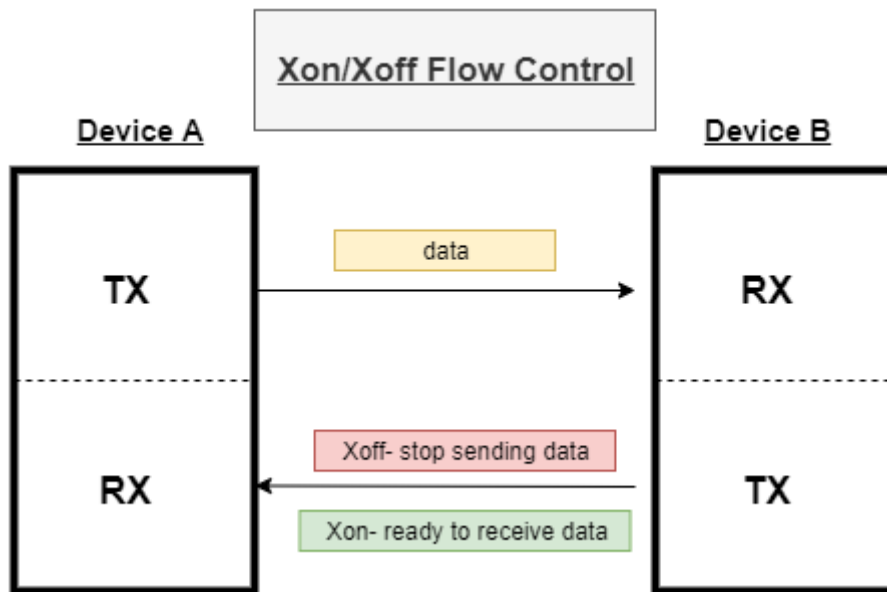 Xon/Xoff Flow Control
Device A
Device B
data
TX
RX
Xoff- stop sending data
RX
TX
Xon- ready to receive data